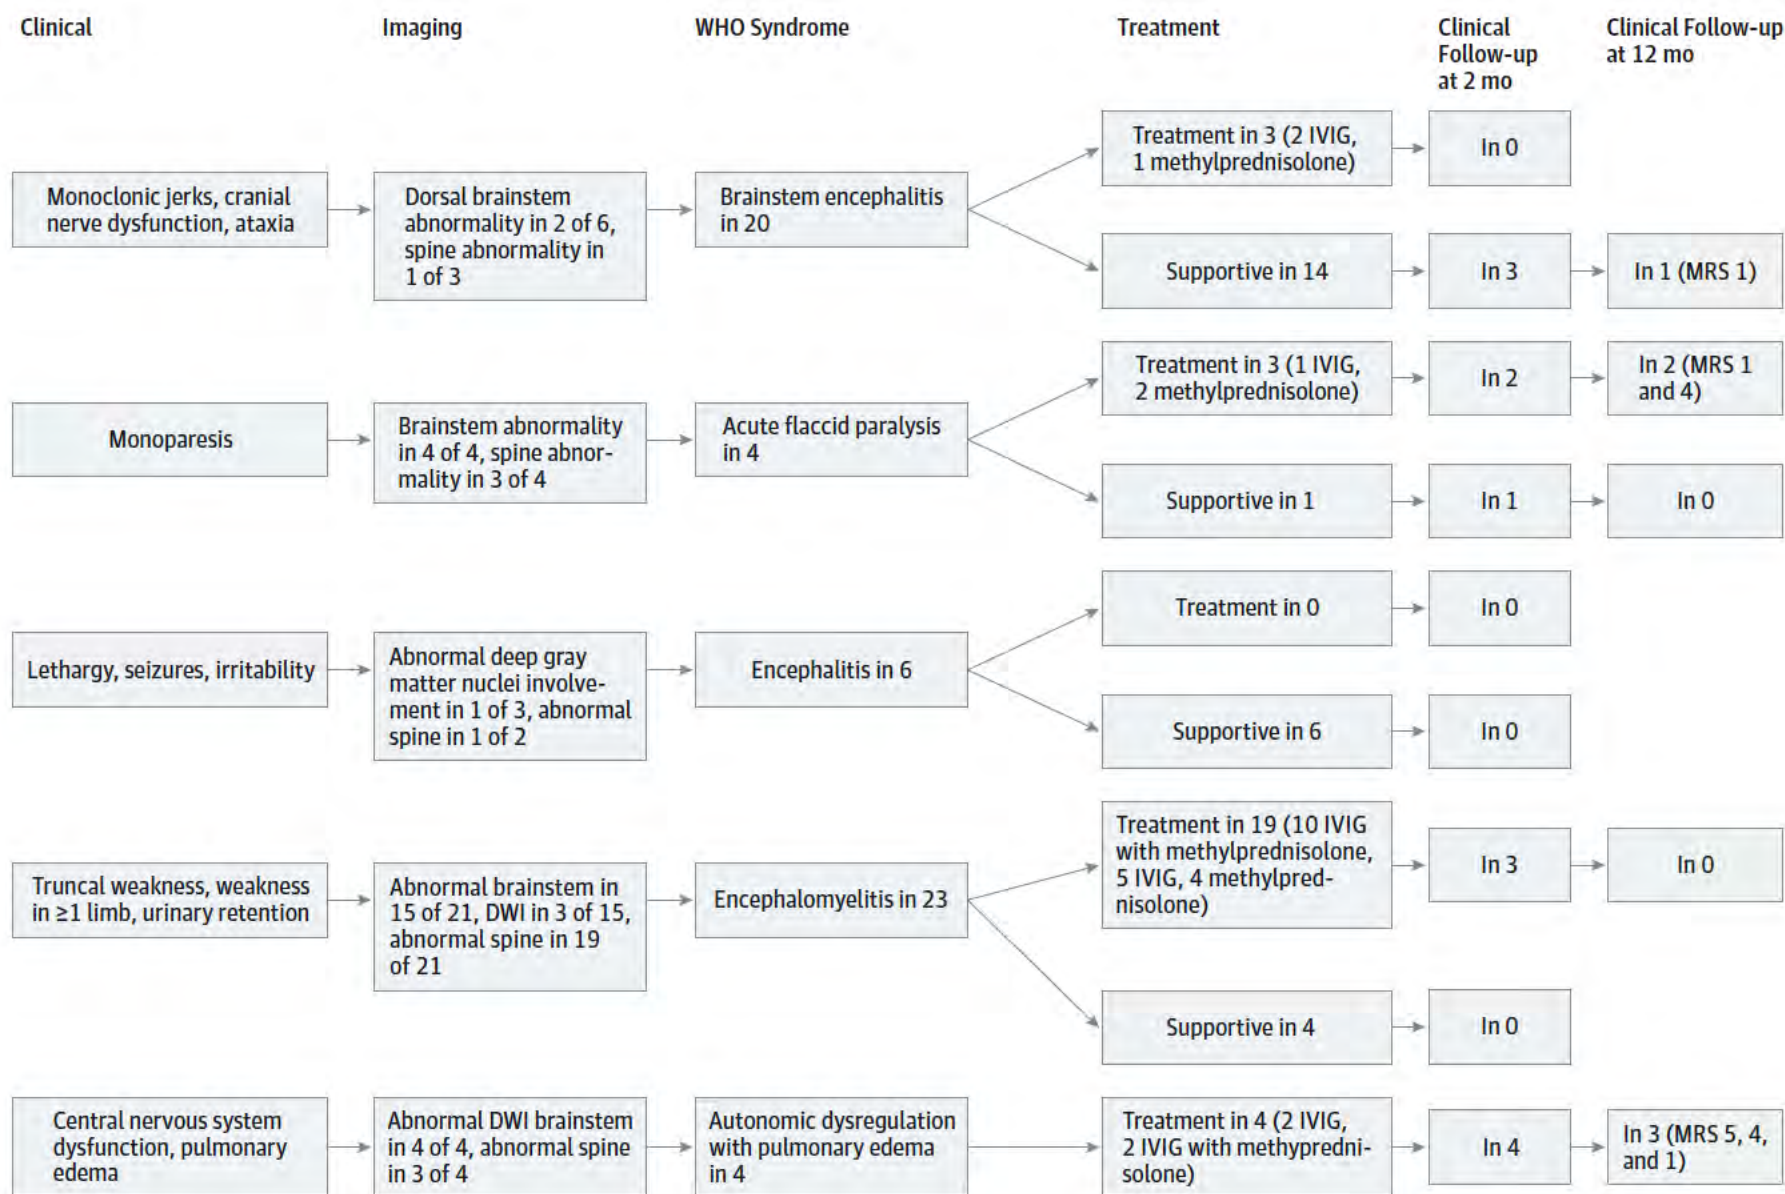 Clinical
Imaging
WHO Syndrome
Treatment
Clinical
Follow-up
at 2 mo
Clinical Follow-up
at 12 mo
Monoclonic jerks, cranial
nerve dysfunction, ataxia
Dorsal brainstem
abnormality in 2 of 6,
spine abnormality in
1 of 3
Brainstem encephalitis
in 20
Treatment in 3 (2 IVIG,
1 methylprednisolone)
In 0
Supportive in 14
In 3
In 1 (MRS 1)
Monoparesis
Brainstem abnormality
in 4 of 4, spine abnor-
mality in 3 of 4
Acute flaccid paralysis
in 4
Treatment in 3 (1 IVIG,
2 methylprednisolone)
In 2
In 2 (MRS 1
and 4)
Supportive in 1
In 1
In 0
Lethargy, seizures, irritability
Abnormal deep gray
matter nuclei involve-
ment in 1 of 3, abnormal
spine in 1 of 2
Encephalitis in 6
Treatment in 0
In 0
Supportive in 6
In 0
Truncal weakness, weakness
in ≥1 limb, urinary retention
Abnormal brainstem in
15 of 21, DWI in 3 of 15,
abnormal spine in 19
of 21
Encephalomyelitis in 23
Treatment in 19 (10 IVIG
with methylprednisolone,
5 IVIG, 4 methylpred-
nisolone)
In 3
In 0
Supportive in 4
In 0
Central nervous system
dysfunction, pulmonary
edema
Abnormal DWI brainstem
in 4 of 4, abnormal spine
in 3 of 4
Autonomic dysregulation
with pulmonary edema
in 4
Treatment in 4 (2 IVIG,
2 IVIG with methypredni-
solone)
In 4
In 3 (MRS 5, 4,
and 1)